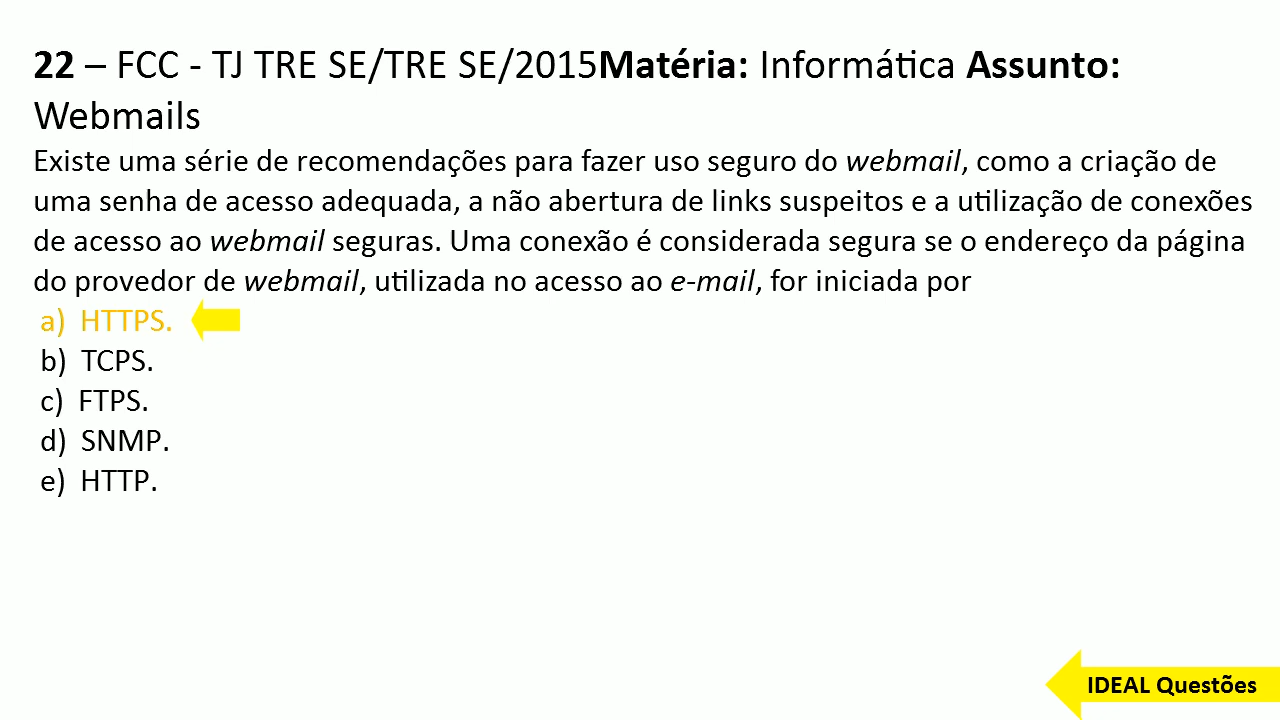 22 – FCC - TJ TRE SE/TRE SE/2015Matéria: Informática Assunto:
Webmails
Existe uma série de recomendações para fazer uso seguro do webmail, como a criação de
uma senha de acesso adequada, a não abertura de links suspeitos e a utilização de conexões
de acesso ao webmail seguras. Uma conexão é considerada segura se o endereço da página
do provedor de webmail, utilizada no acesso ao e-mail, for iniciada por
a) HTTPS.
b) TCPS.
c) FTPS.
d) SNMP.
e) HTTP.
IDEAL Questões